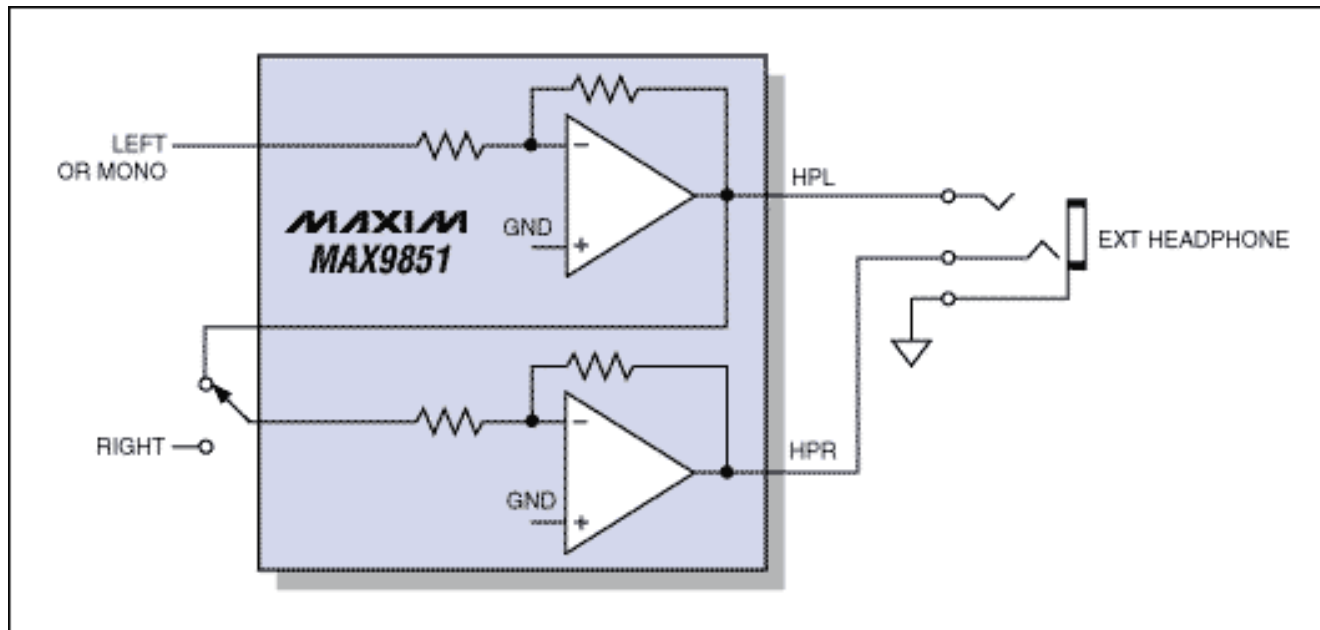 LEFT
OR MONO
HPL
GND
EXT HEADPHONE
MAXIM
MAX9851
RIGHT
HPR
GND